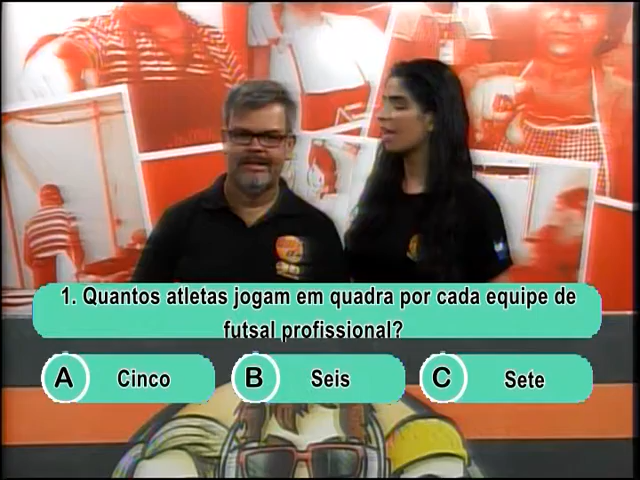 1. Quantos atletas jogam em quadra por cada equipe de
futsal profissional?
A Cinco
B Seis
C Sete